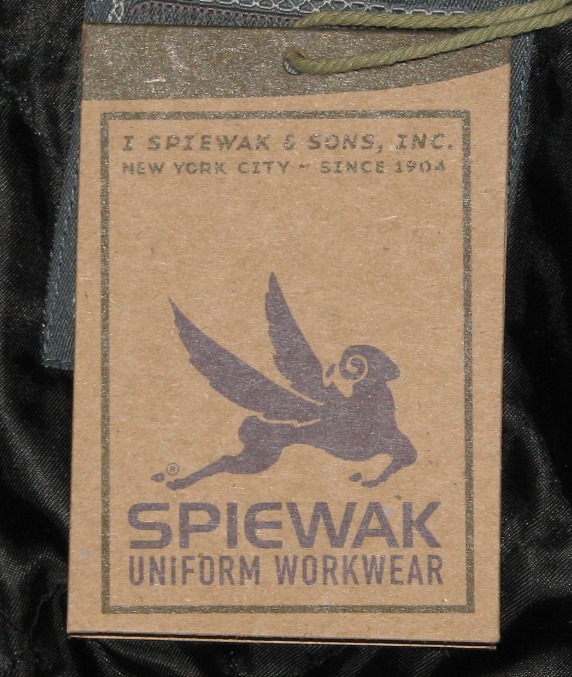 I SPIEWAK & SONS, INC.
NEW YORK CITY ~ SINCE 1904
®
SPIEWAK
UNIFORM WORKWEAR